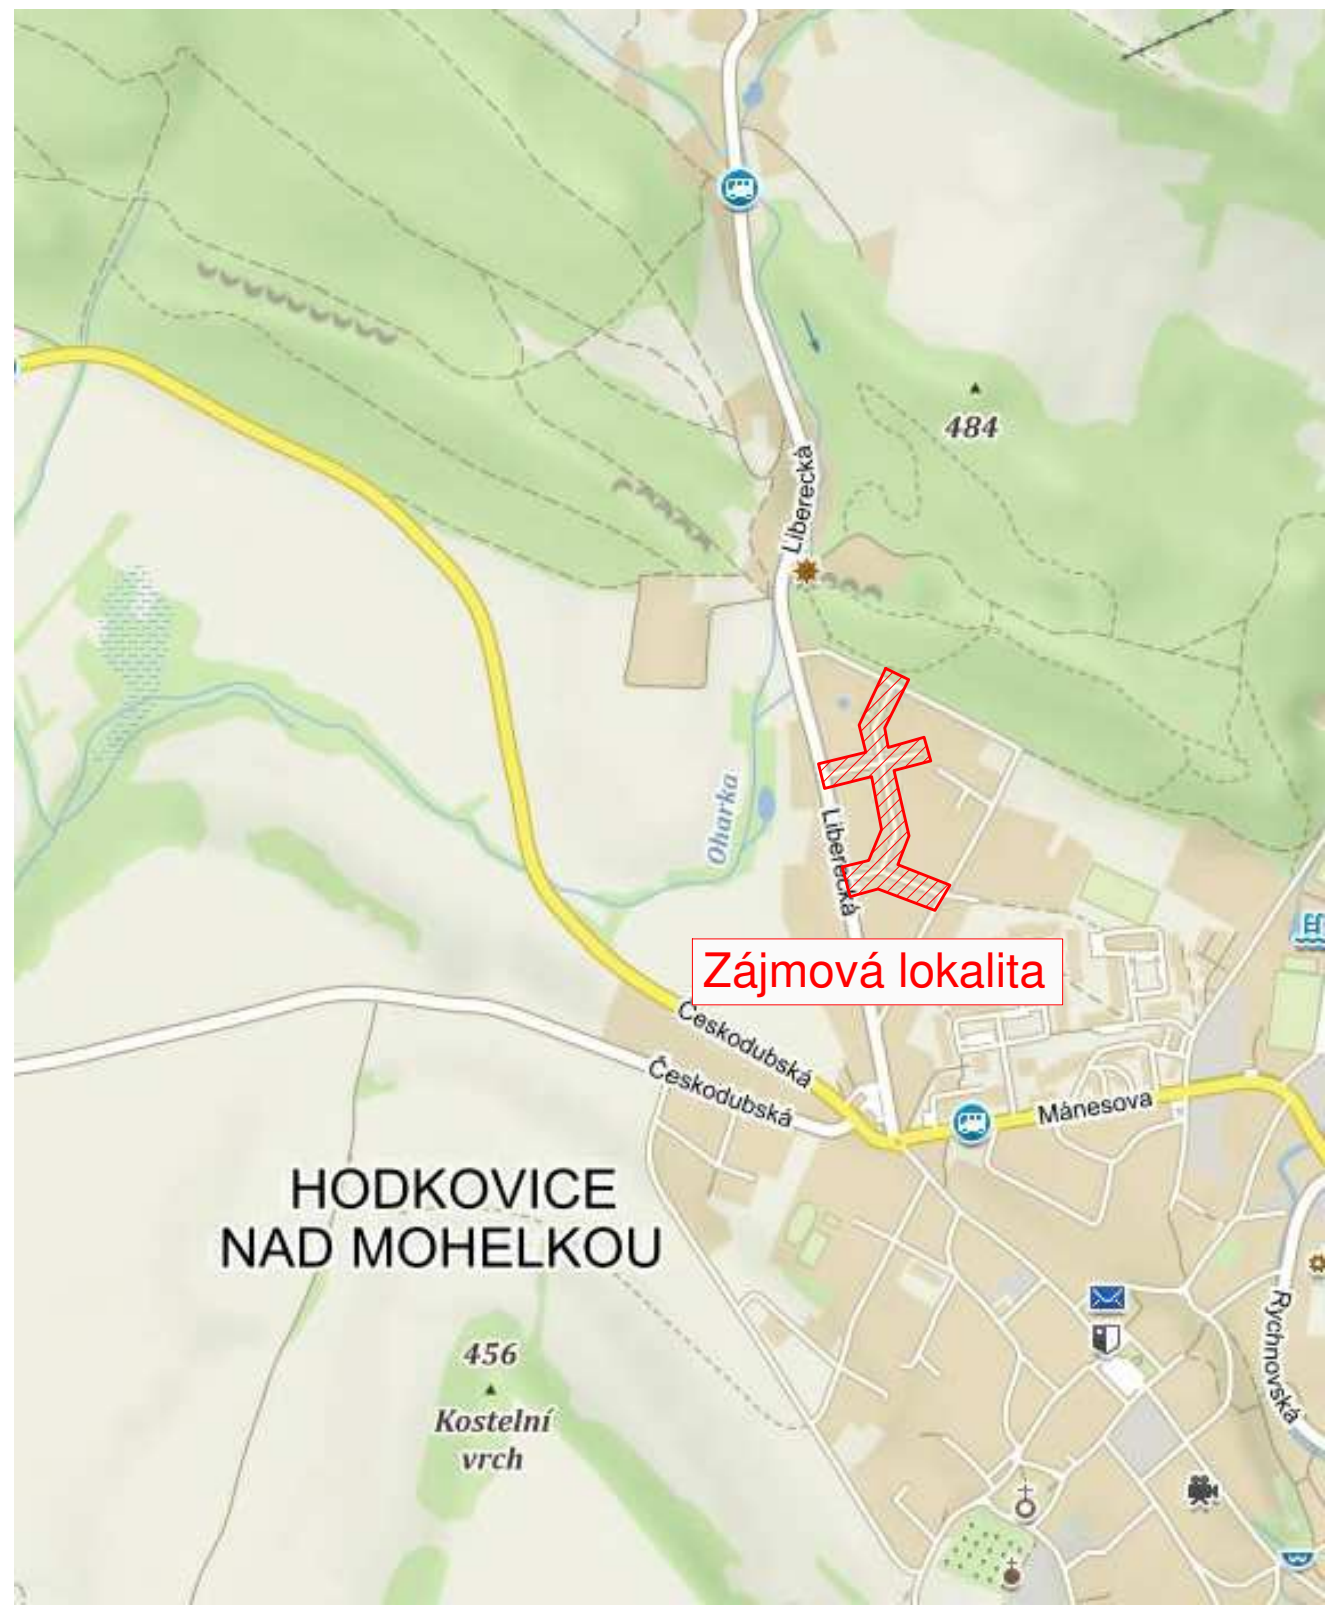 484
Liberecká
Oharka
Liberecká
Zájmová lokalita
Českodubská
Českodubská
Mánesova
HODKOVICE
NAD MOHELKOU
Rychnovská
456
Kostelní
vrch